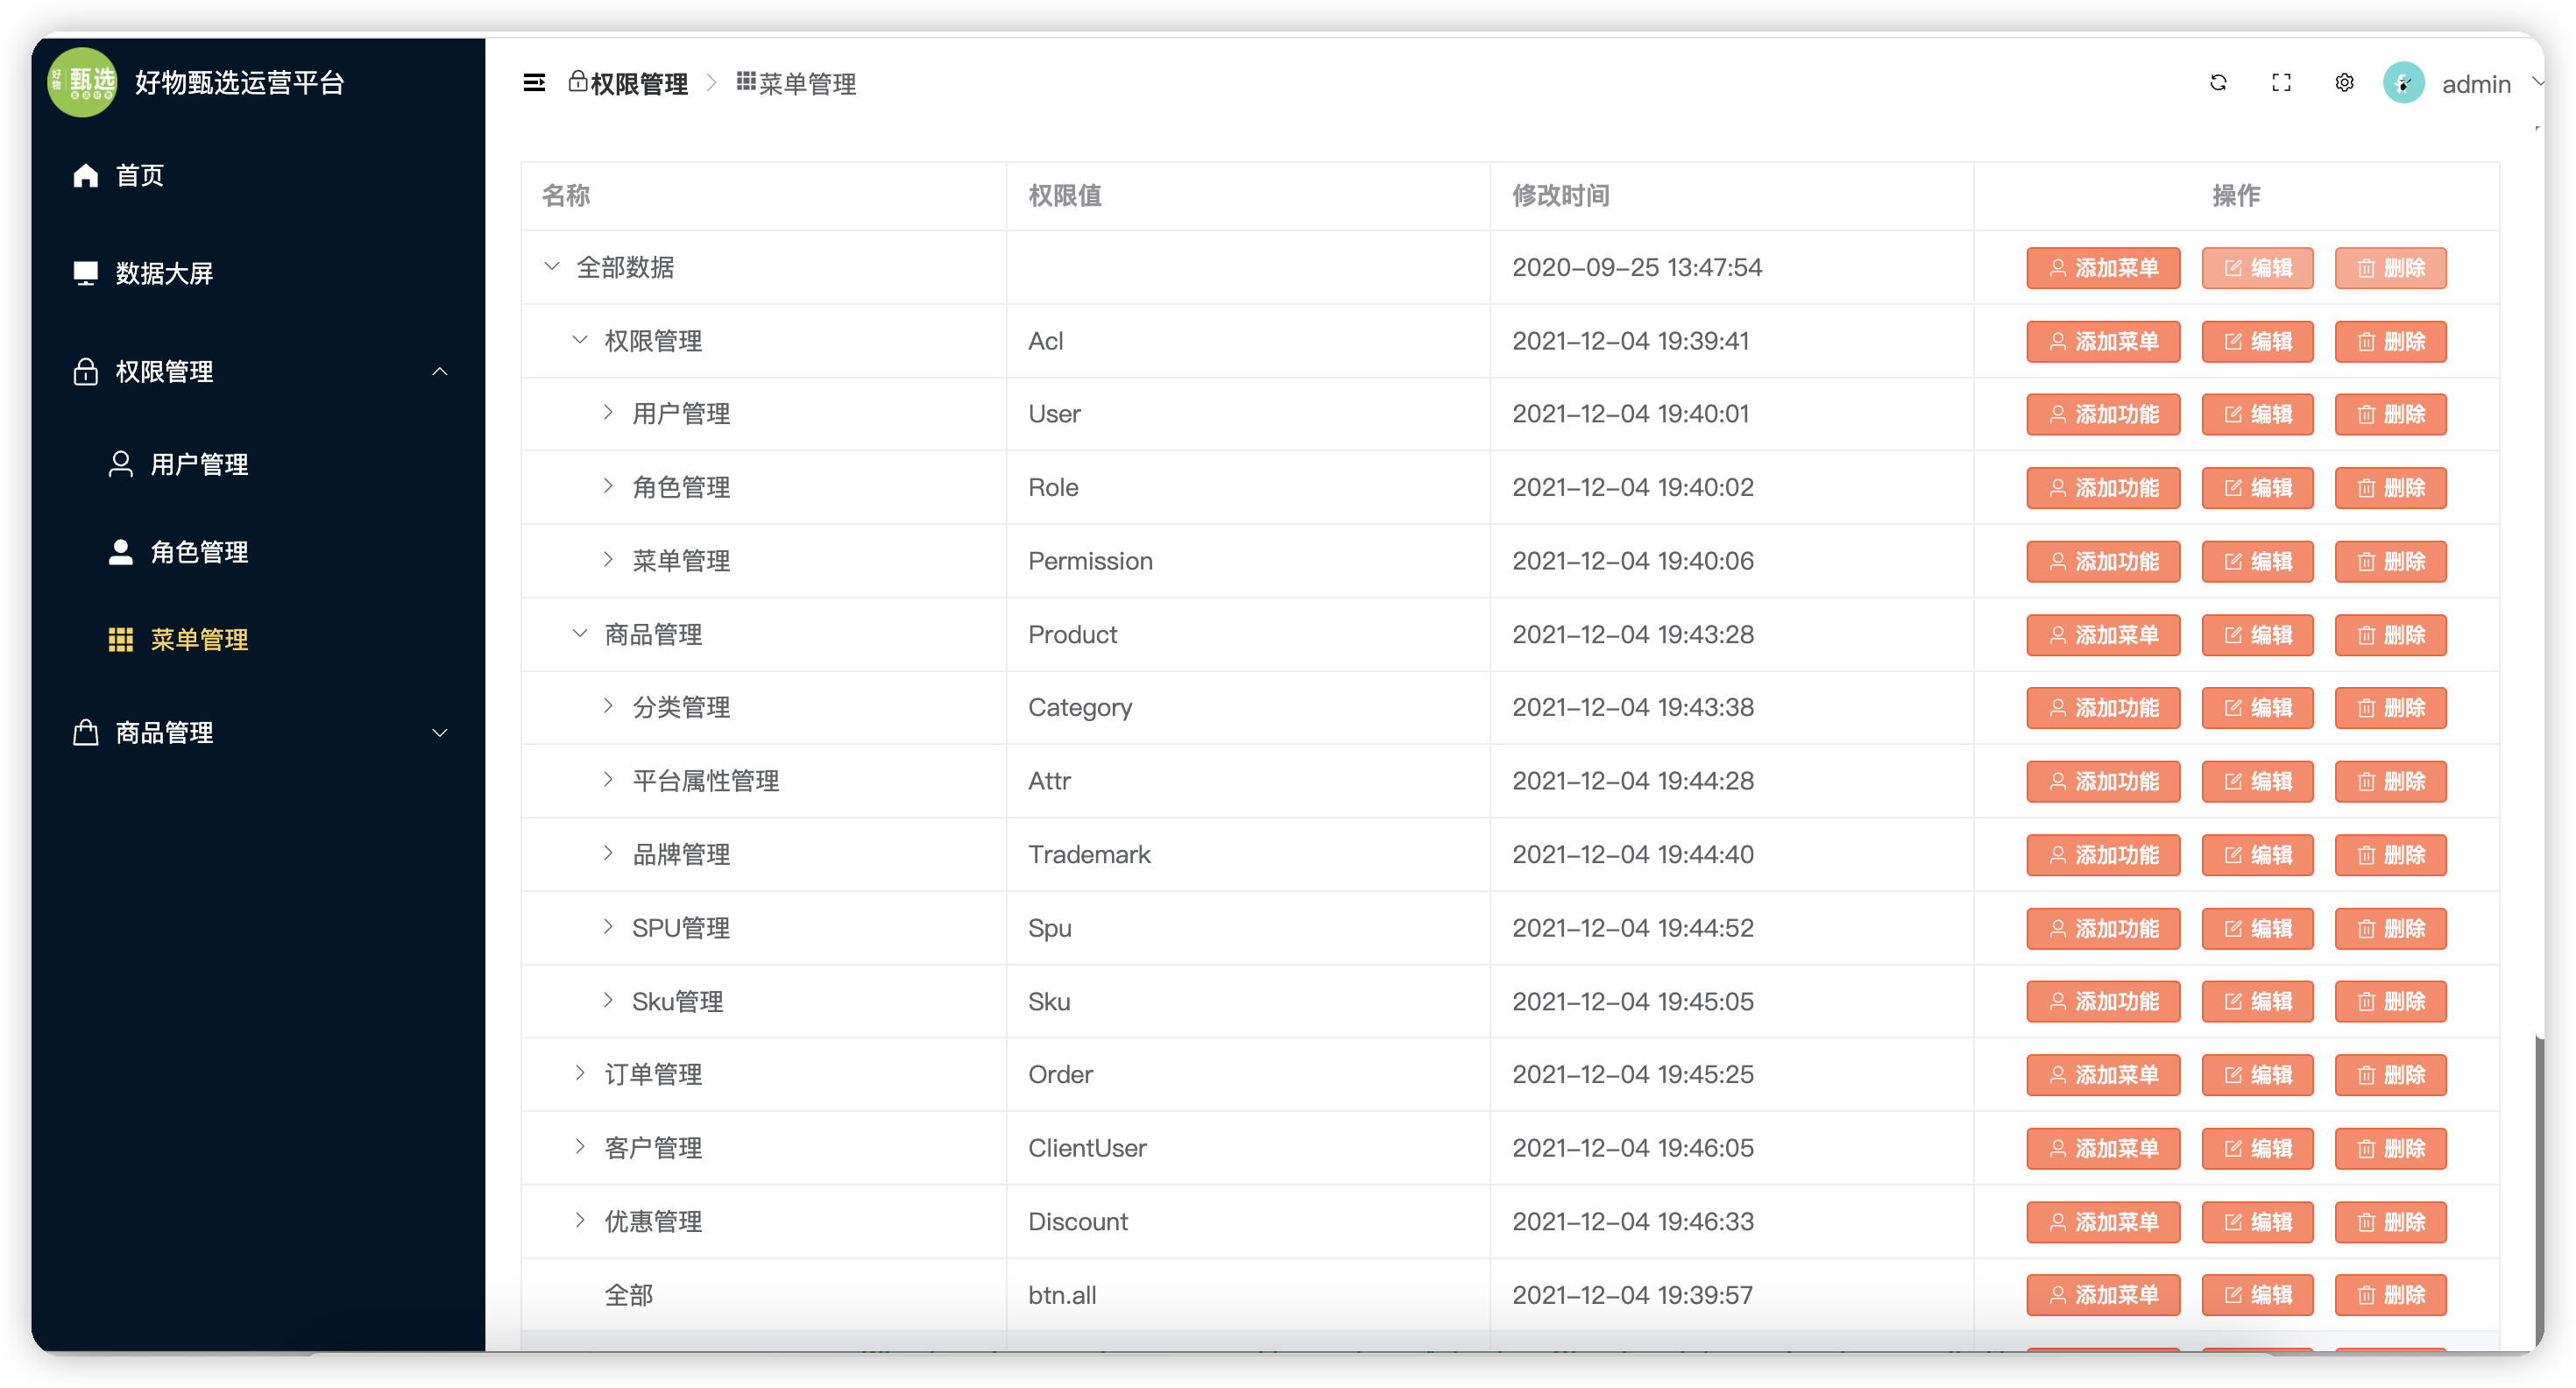 好物 甄选 好物甄选运营平台
首页
数据大屏
权限管理
用户管理
角色管理
菜单管理
商品管理
权限管理 菜单管理 admin
名称 权限值 修改时间 操作
全部数据 2020-09-25 13:47:54 添加菜单 编辑 删除
权限管理 Acl 2021-12-04 19:39:41 添加菜单 编辑 删除
用户管理 User 2021-12-04 19:40:01 添加功能 编辑 删除
角色管理 Role 2021-12-04 19:40:02 添加功能 编辑 删除
菜单管理 Permission 2021-12-04 19:40:06 添加功能 编辑 删除
商品管理 Product 2021-12-04 19:43:28 添加菜单 编辑 删除
分类管理 Category 2021-12-04 19:43:38 添加功能 编辑 删除
平台属性管理 Attr 2021-12-04 19:44:28 添加功能 编辑 删除
品牌管理 Trademark 2021-12-04 19:44:40 添加功能 编辑 删除
SPU管理 Spu 2021-12-04 19:44:52 添加功能 编辑 删除
Sku管理 Sku 2021-12-04 19:45:05 添加功能 编辑 删除
订单管理 Order 2021-12-04 19:45:25 添加菜单 编辑 删除
客户管理 ClientUser 2021-12-04 19:46:05 添加菜单 编辑 删除
优惠管理 Discount 2021-12-04 19:46:33 添加菜单 编辑 删除
全部 btn.all 2021-12-04 19:39:57 添加菜单 编辑 删除